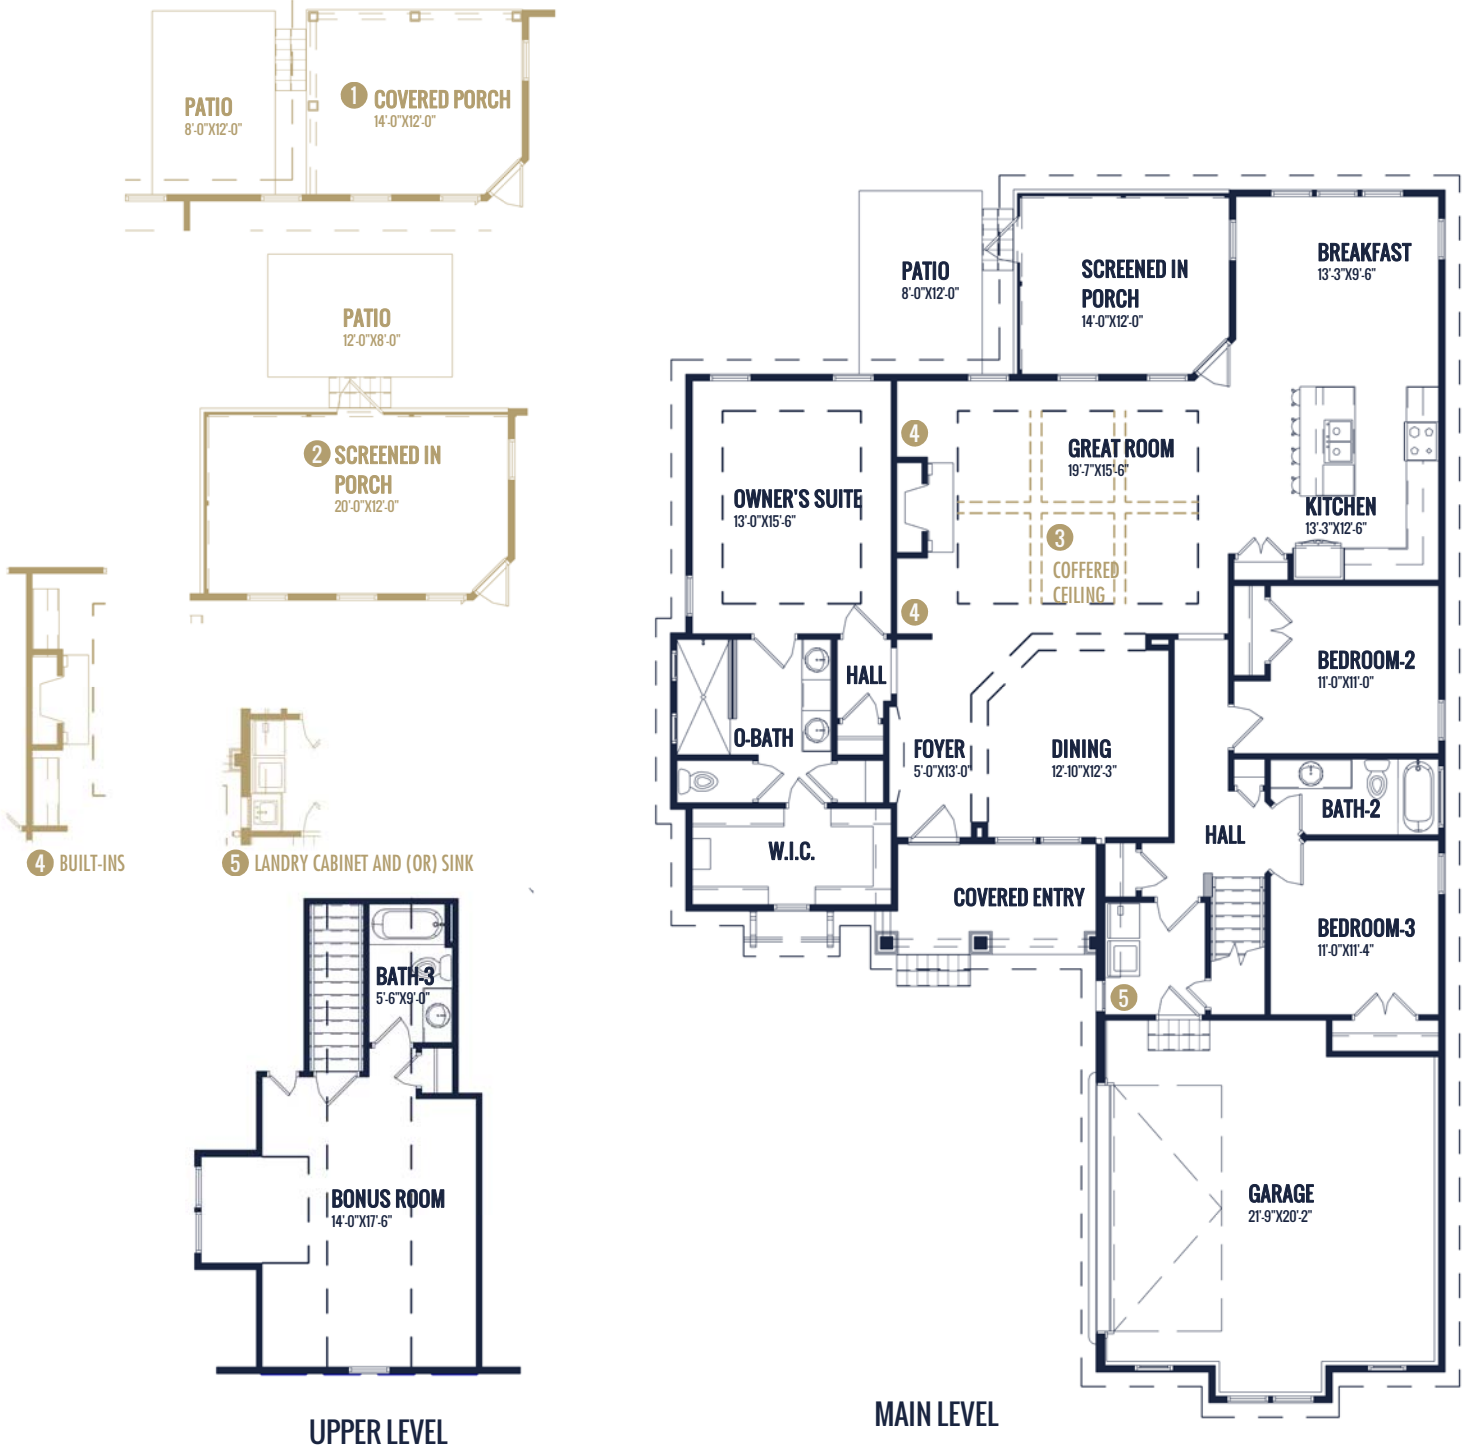 PATIO
8'-0"X12'-0"
1 COVERED PORCH
14'-0"X12'-0"
PATIO
12'-0"X8'-0"
2 SCREENED IN
PORCH
20'-0"X12'-0"
4 BUILT-INS
5 LANDRY CABINET AND (OR) SINK
BATH-3
5'-6"X9'-0"
BONUS ROOM
14'-0"X17'-6"
UPPER LEVEL
PATIO
8'-0"X12'-0"
SCREENED IN
PORCH
14'-0"X12'-0"
BREAKFAST
13'-3"X9'-6"
4
GREAT ROOM
19'-7"X15'-6"
OWNER'S SUITE
13'-0"X15'-6"
KITCHEN
13'-3"X12'-6"
3
COFFERED
CEILING
4
HALL
BEDROOM-2
11'-0"X11'-0"
O-BATH
FOYER
5'-0"X13'-0"
DINING
12'-10"X12'-3"
BATH-2
HALL
W.I.C.
COVERED ENTRY
BEDROOM-3
11'-0"X11'-4"
5
GARAGE
21'-9"X20'-2"
MAIN LEVEL